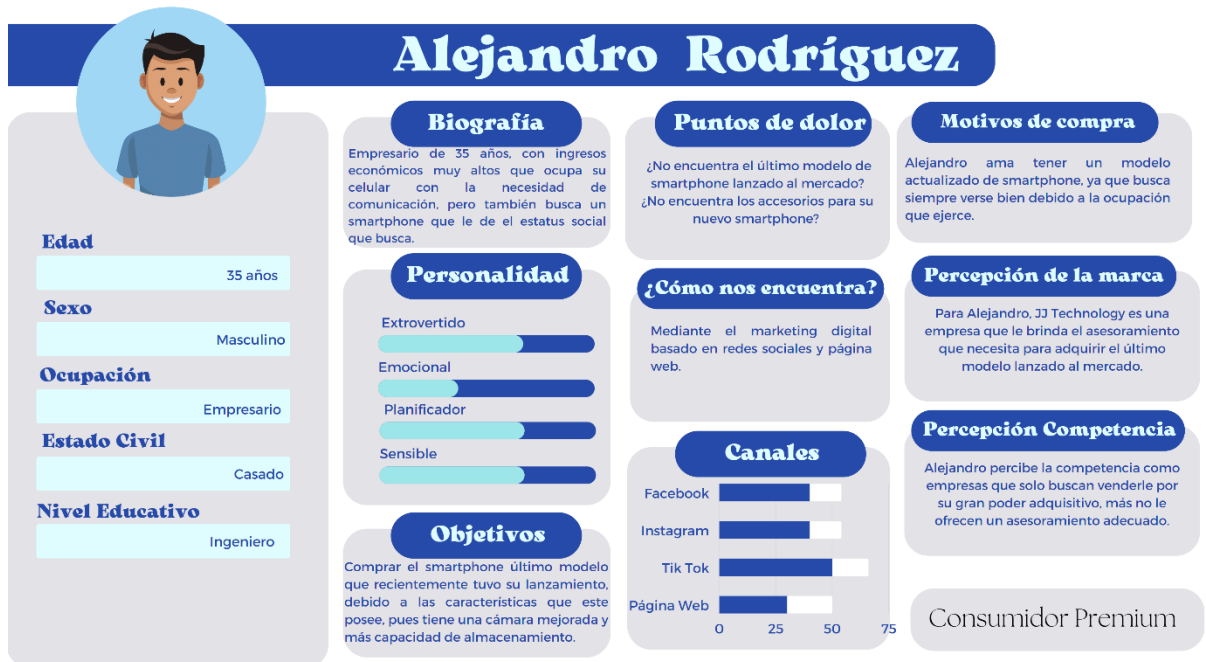 Alejandro Rodríguez
Edad
35 años
Sexo
Masculino
Ocupación
Empresario
Estado Civil
Casado
Nivel Educativo
Ingeniero
Biografía
Empresario de 35 años, con ingresos
económicos muy altos que ocupa su
celular con la necesidad de
comunicación, pero también busca un
smartphone que le de el estatus social
que busca.
Personalidad
Extrovertido
Emocional
Planificador
Sensible
Objetivos
Comprar el smartphone último modelo
que recientemente tuvo su lanzamiento,
debido a las características que este
posee, pues tiene una cámara mejorada y
más capacidad de almacenamiento.
Puntos de dolor
¿No encuentra el último modelo de
smartphone lanzado al mercado?
¿No encuentra los accesorios para su
nuevo smartphone?
¿Cómo nos encuentra?
Mediante el marketing digital
basado en redes sociales y página
web.
Canales
Facebook
Instagram
Tik Tok
Página Web
0 25 50 75
Motivos de compra
Alejandro ama tener un modelo
actualizado de smartphone, ya que busca
siempre verse bien debido a la ocupación
que ejerce.
Percepción de la marca
Para Alejandro, JJ Technology es una
empresa que le brinda el asesoramiento
que necesita para adquirir el último
modelo lanzado al mercado.
Percepción Competencia
Alejandro percibe la competencia como
empresas que solo buscan venderle por
su gran poder adquisitivo, más no le
ofrecen un asesoramiento adecuado.
Consumidor Premium